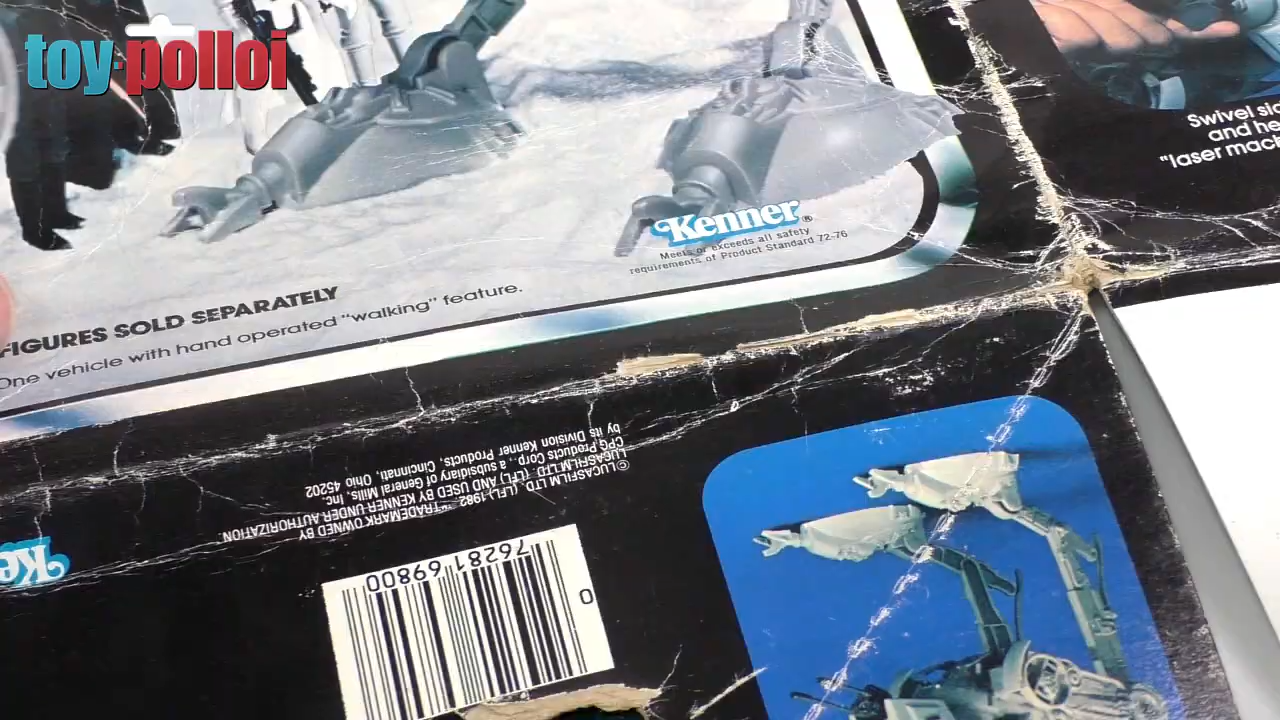 toy polloi
Swivel
and
"laser
Kenner®
Meets or exceeds all safety
requirements of Product Standard 72-76
FIGURES SOLD SEPARATELY
One vehicle with hand operated "walking" feature.
© LUCASFILM LTD. (LFL) 1982
LUCASFILM LTD. (LFL) AND USED BY KENNER UNDER AUTHORIZATION
"TRADEMARK OWNED BY
CPG Products Corp., a subsidiary of General Mills, Inc.
by its Division Kenner Products, Cincinnati, Ohio 45202
Ke
0 76281 69800